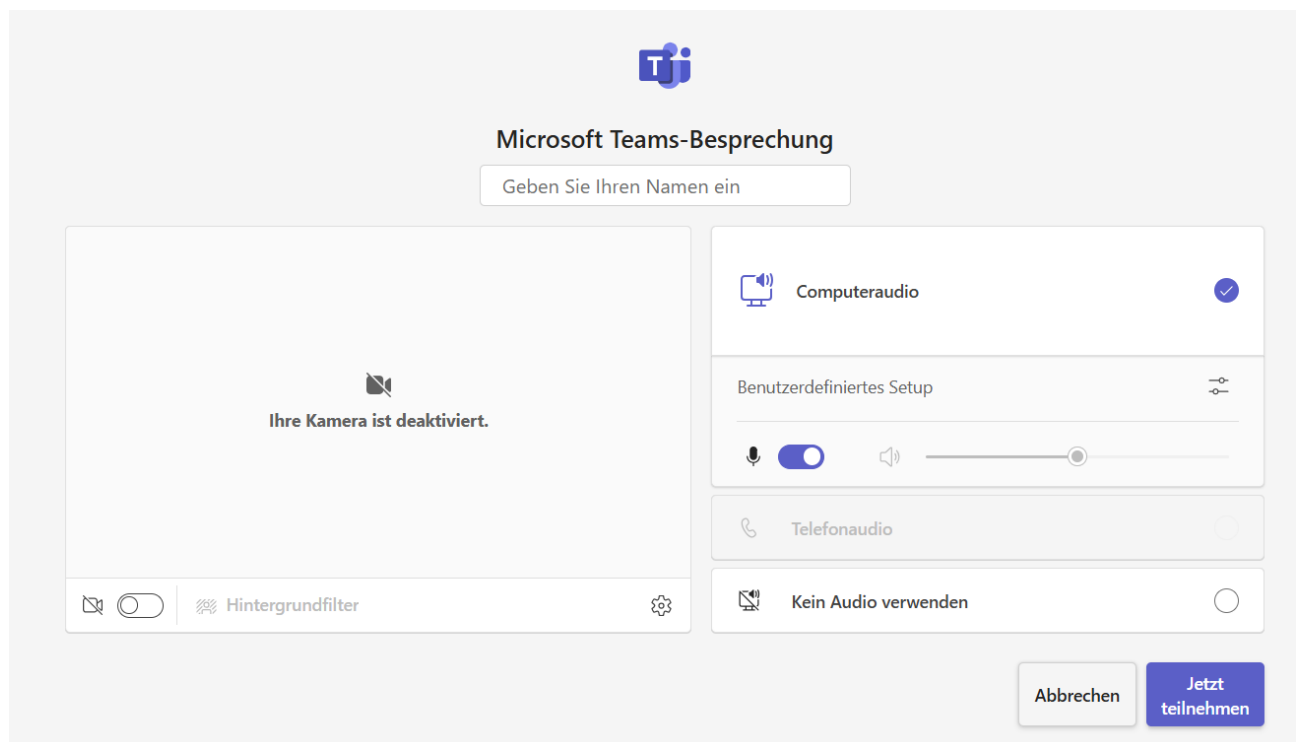 Microsoft Teams-Besprechung
Geben Sie Ihren Namen ein
Ihre Kamera ist deaktiviert.
Hintergrundfilter
Computeraudio
Benutzerdefiniertes Setup
Telefonaudio
Kein Audio verwenden
Abbrechen
Jetzt
teilnehmen